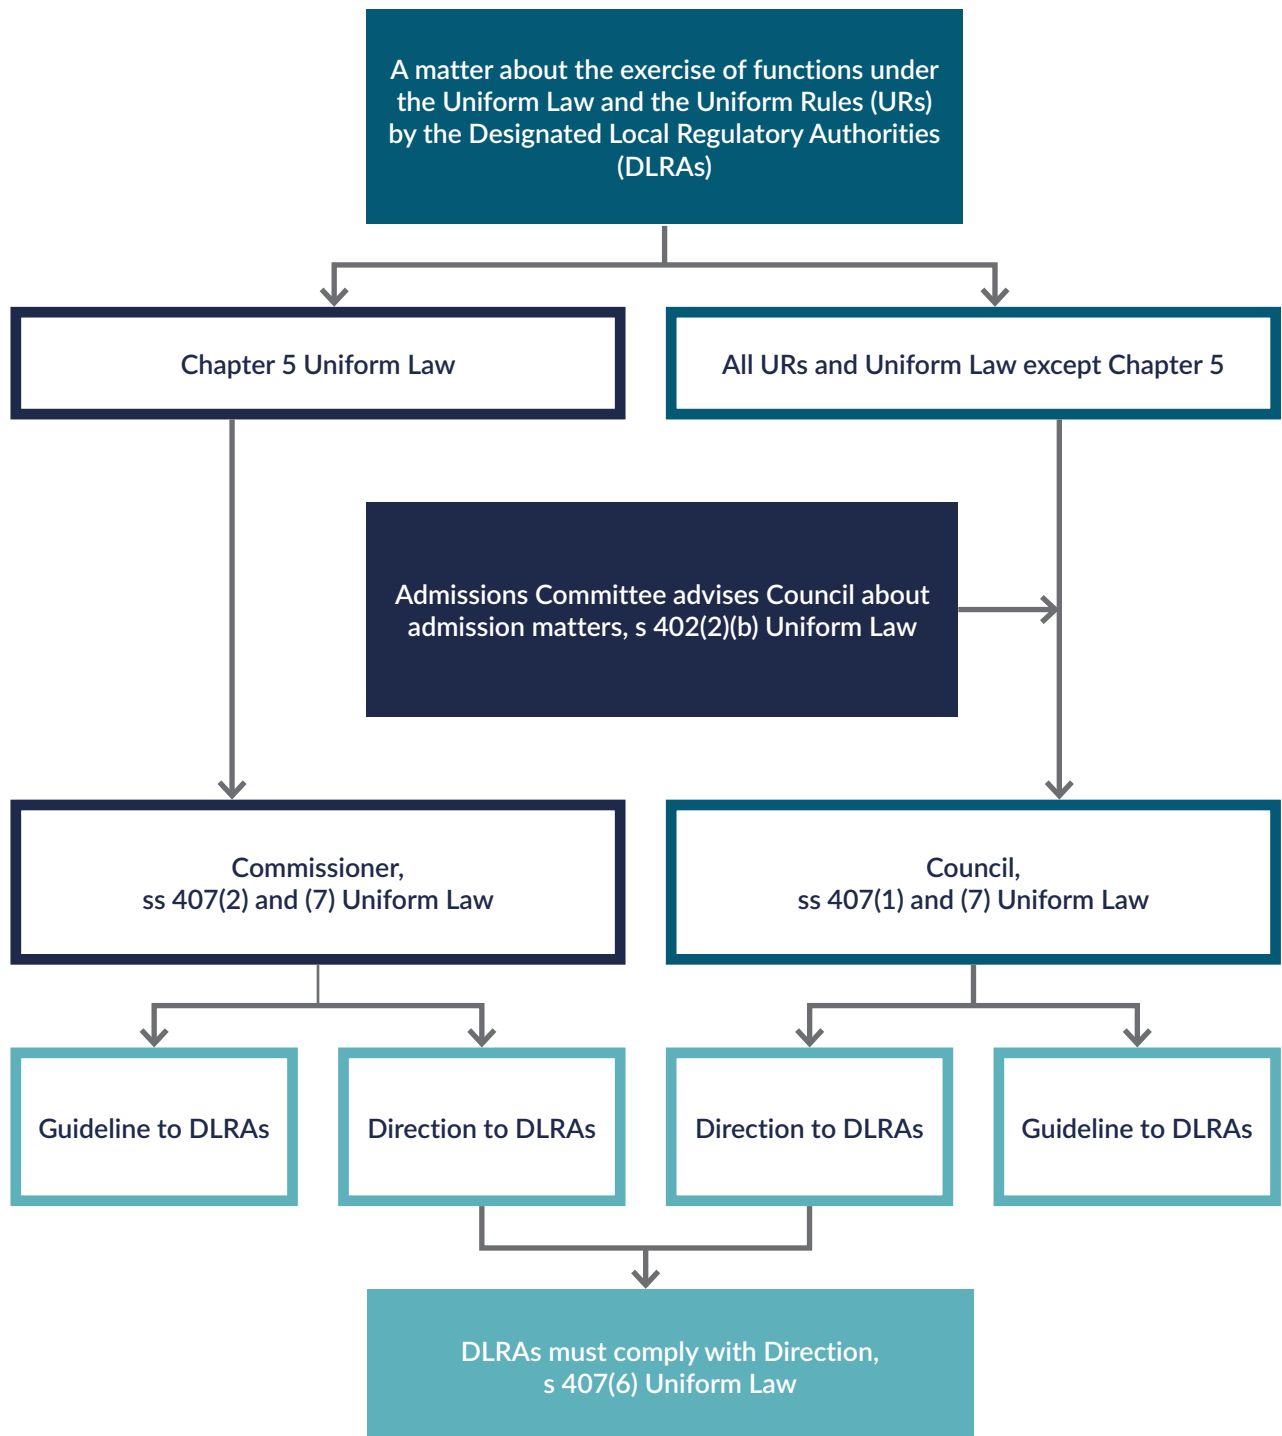 A matter about the exercise of functions under
the Uniform Law and the Uniform Rules (URs)
by the Designated Local Regulatory Authorities
(DLRAs)
Chapter 5 Uniform Law
All URs and Uniform Law except Chapter 5
Admissions Committee advises Council about
admission matters, s 402(2)(b) Uniform Law
Commissioner,
ss 407(2) and (7) Uniform Law
Council,
ss 407(1) and (7) Uniform Law
Guideline to DLRAs
Direction to DLRAs
Direction to DLRAs
Guideline to DLRAs
DLRAs must comply with Direction,
s 407(6) Uniform Law